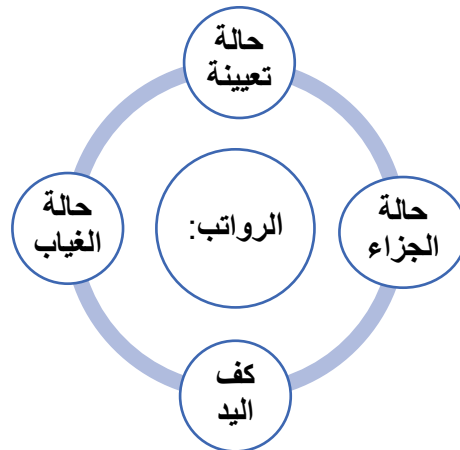 حالة
تعيينة
الرواتب:
حالة
الجزاء
كف
اليد
حالة
الغياب